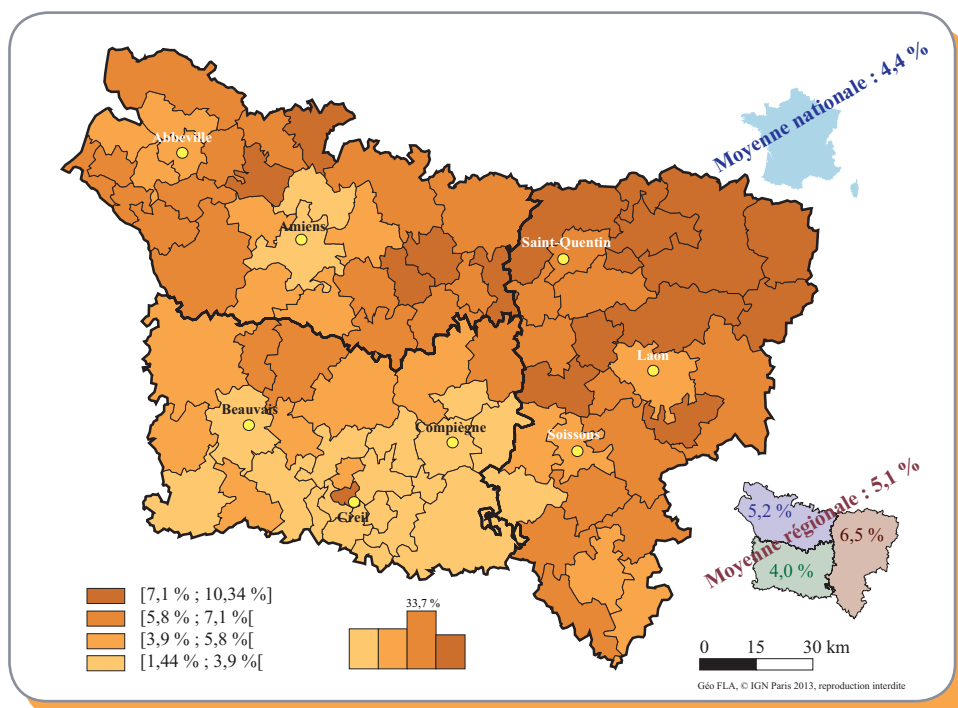 Moyenne nationale : 4,4 %
Abbeville
Amiens
Saint-Quentin
Laon
Beauvais
Compiègne
Soissons
Creil
Moyenne régionale : 5,1 %
5,2 %
6,5 %
4,0 %
[7,1 % ; 10,34 %]
[5,8 % ; 7,1 %[
[3,9 % ; 5,8 %[
[1,44 % ; 3,9 %[
33,7 %
0 15 30 km
Géo FLA, © IGN Paris 2013, reproduction interdite